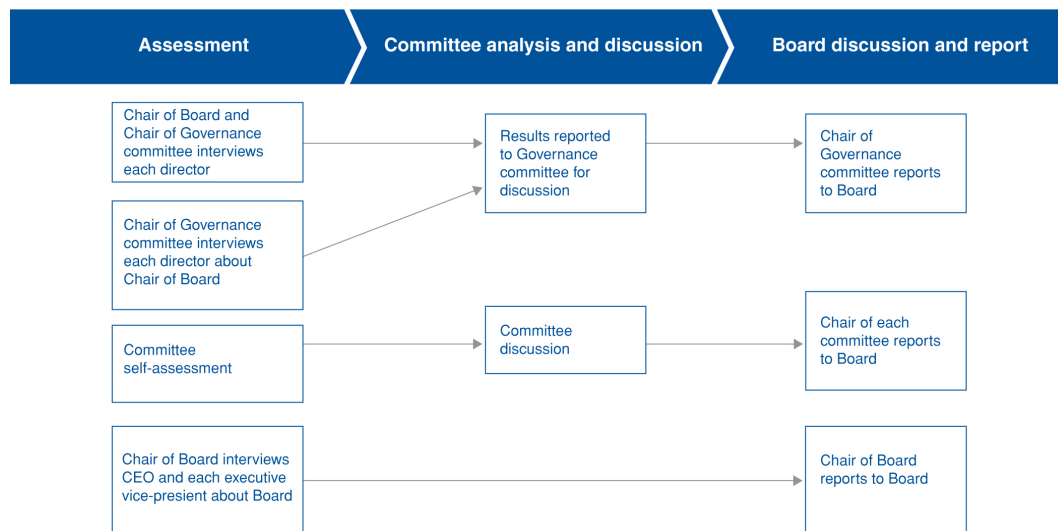 Assessment
Committee analysis and discussion
Board discussion and report
Chair of Board and
Chair of Governance
committee interviews
each director
Results reported
to Governance
committee for
discussion
Chair of
Governance
committee reports
to Board
Chair of Governance
committee interviews
each director about
Chair of Board
Committee
self-assessment
Committee
discussion
Chair of each
committee reports
to Board
Chair of Board interviews
CEO and each executive
vice-presient about Board
Chair of Board
reports to Board